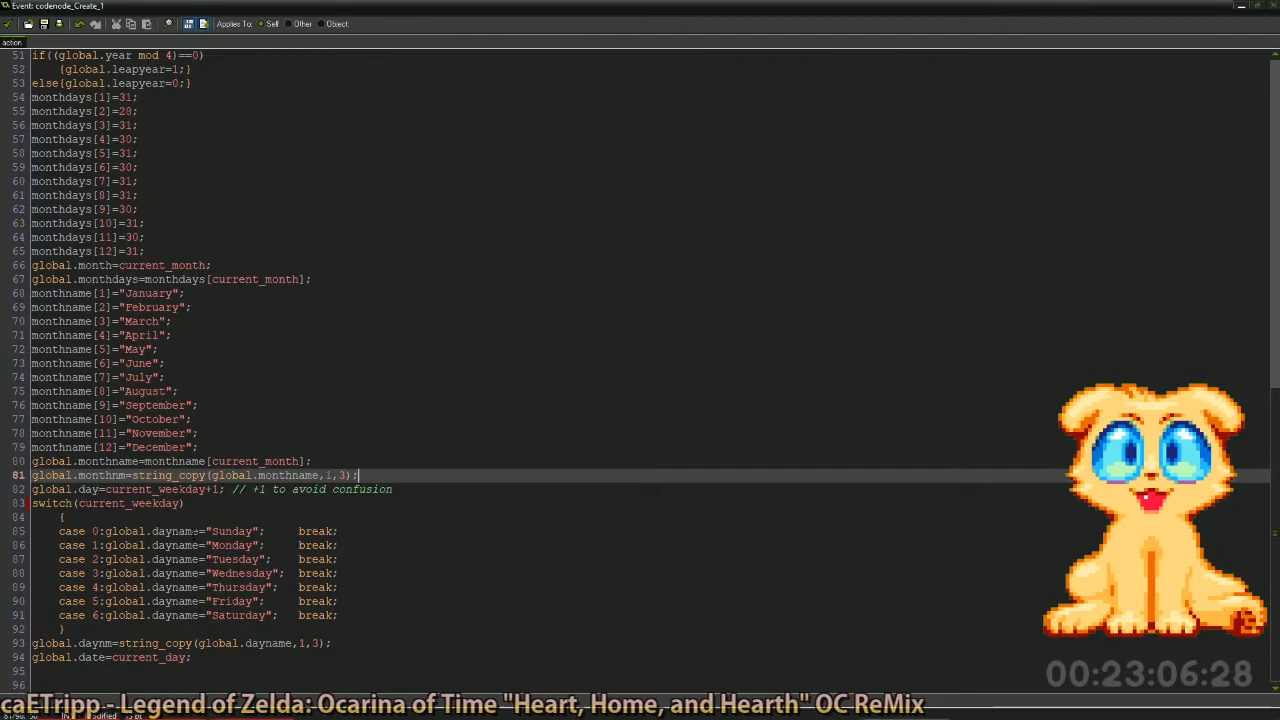 Event: codenode_Create_1
Applies To: Self Other Object:
action
51 if((global.year mod 4)==0)
52 {global.leapyear=1;}
53 else{global.leapyear=0;}
54 monthdays[1]=31;
55 monthdays[2]=28;
56 monthdays[3]=31;
57 monthdays[4]=30;
58 monthdays[5]=31;
59 monthdays[6]=30;
60 monthdays[7]=31;
61 monthdays[8]=31;
62 monthdays[9]=30;
63 monthdays[10]=31;
64 monthdays[11]=30;
65 monthdays[12]=31;
66 global.month=current_month;
67 global.monthdays=monthdays[current_month];
68 monthname[1]="January";
69 monthname[2]="February";
70 monthname[3]="March";
71 monthname[4]="April";
72 monthname[5]="May";
73 monthname[6]="June";
74 monthname[7]="July";
75 monthname[8]="August";
76 monthname[9]="September";
77 monthname[10]="October";
78 monthname[11]="November";
79 monthname[12]="December";
80 global.monthname=monthname[current_month];
81 global.monthnm=string_copy(global.monthname,1,3);
82 global.day=current_weekday+1; // +1 to avoid confusion
83 switch(current_weekday)
84 {
85 case 0:global.dayname="Sunday"; break;
86 case 1:global.dayname="Monday"; break;
87 case 2:global.dayname="Tuesday"; break;
88 case 3:global.dayname="Wednesday"; break;
89 case 4:global.dayname="Thursday"; break;
90 case 5:global.dayname="Friday"; break;
91 case 6:global.dayname="Saturday"; break;
92 }
93 global.daynm=string_copy(global.dayname,1,3);
94 global.date=current_day;
95
96
00:23:06:28
caETripp - Legend of Zelda: Ocarina of Time "Heart, Home, and Hearth" OC ReMix